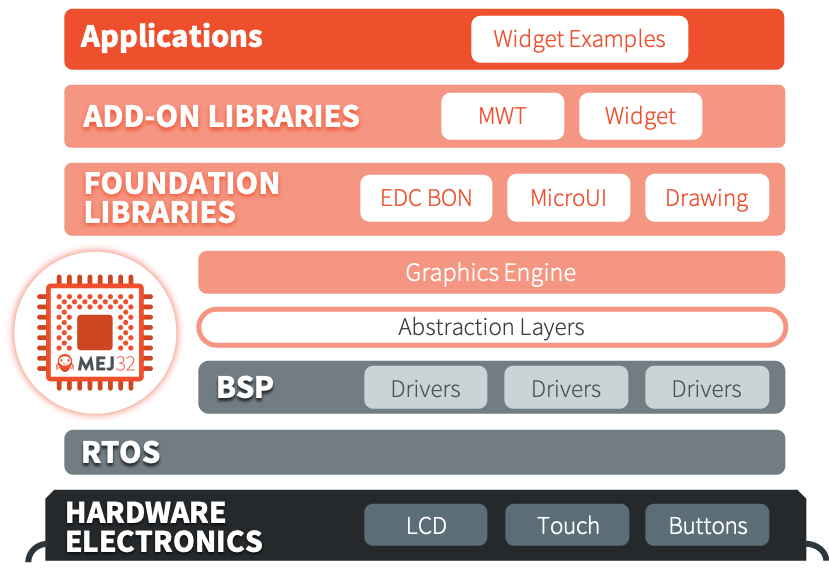 Applications
Widget Examples
ADD-ON LIBRARIES
MWT
Widget
FOUNDATION
LIBRARIES
EDC BON
MicroUI
Drawing
Graphics Engine
Abstraction Layers
MEJ32
BSP
Drivers
Drivers
Drivers
RTOS
HARDWARE
ELECTRONICS
LCD
Touch
Buttons